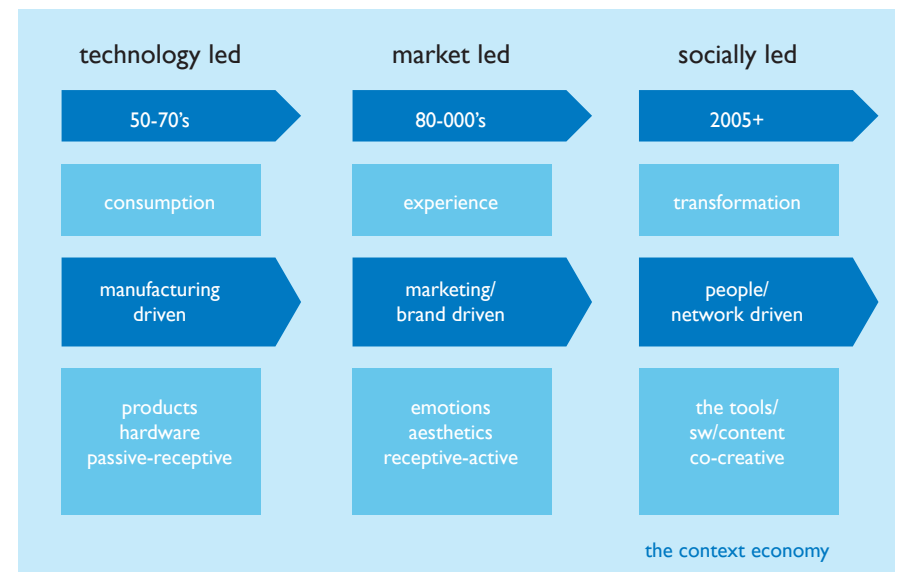 technology led
market led
socially led
50-70's
80-000's
2005+
consumption
experience
transformation
manufacturing
driven
marketing/
brand driven
people/
network driven
products
hardware
passive-receptive
emotions
aesthetics
receptive-active
the tools/
sw/content
co-creative
the context economy